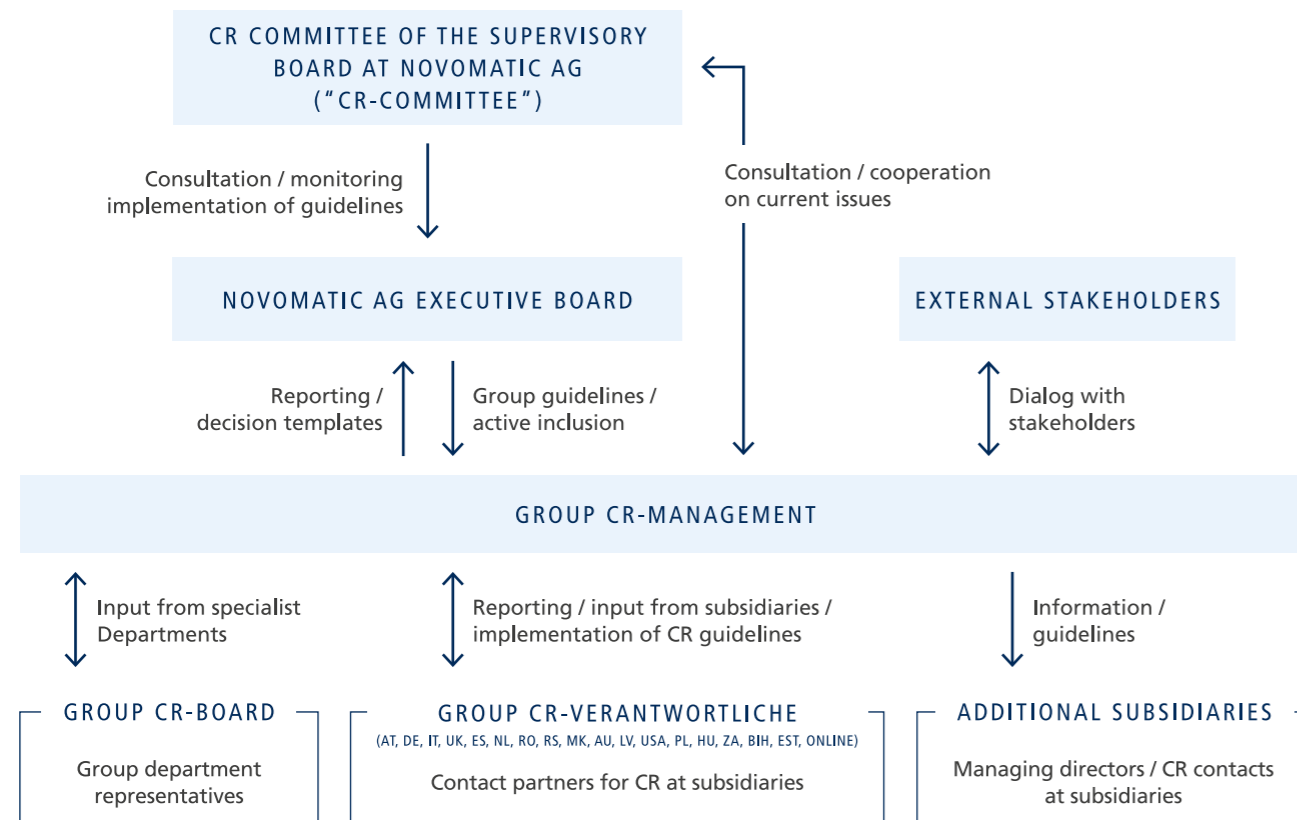 CR COMMITTEE OF THE SUPERVISORY
BOARD AT NOVOMATIC AG
("CR-COMMITTEE")
Consultation / monitoring
implementation of guidelines
Consultation / cooperation
on current issues
NOVOMATIC AG EXECUTIVE BOARD
EXTERNAL STAKEHOLDERS
Reporting /
decision templates
Group guidelines /
active inclusion
Dialog with
stakeholders
GROUP CR-MANAGEMENT
Input from specialist
Departments
Reporting / input from subsidiaries /
implementation of CR guidelines
Information /
guidelines
GROUP CR-BOARD
Group department
representatives
GROUP CR-VERANTWORTLICHE
(AT, DE, IT, UK, ES, NL, RO, RS, MK, AU, LV, USA, PL, HU, ZA, BIH, EST, ONLINE)
Contact partners for CR at subsidiaries
ADDITIONAL SUBSIDIARIES
Managing directors / CR contacts
at subsidiaries